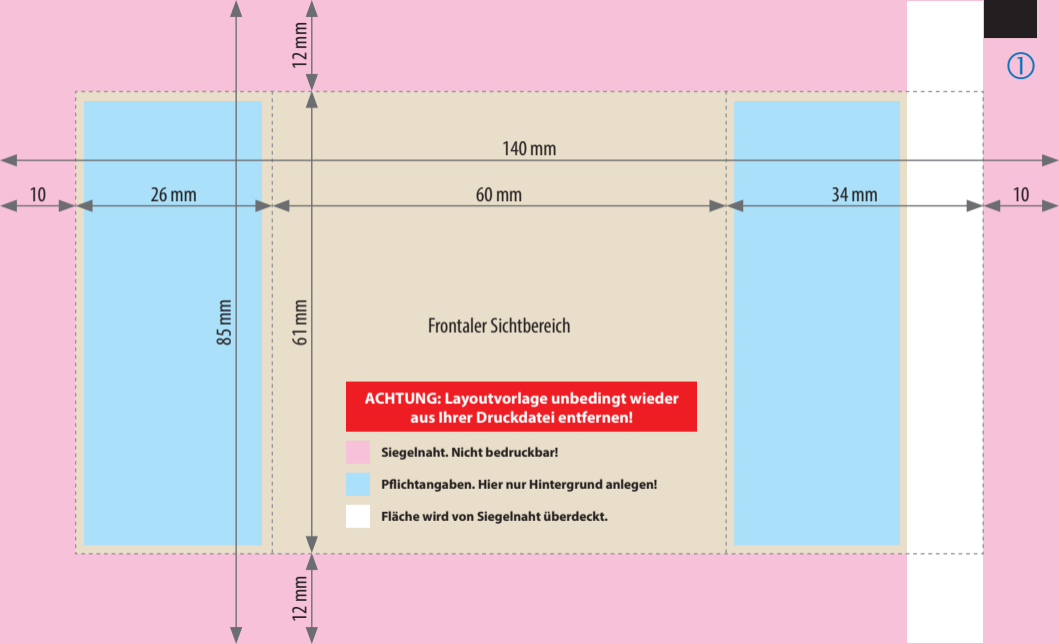 12 mm
①
140 mm
10
26 mm
60 mm
34 mm
10
85 mm
61 mm
Frontaler Sichtbereich
ACHTUNG: Layoutvorlage unbedingt wieder
aus Ihrer Druckdatei entfernen!
Siegelnaht. Nicht bedruckbar!
Pflichtangaben. Hier nur Hintergrund anlegen!
Fläche wird von Siegelnaht überdeckt.
12 mm